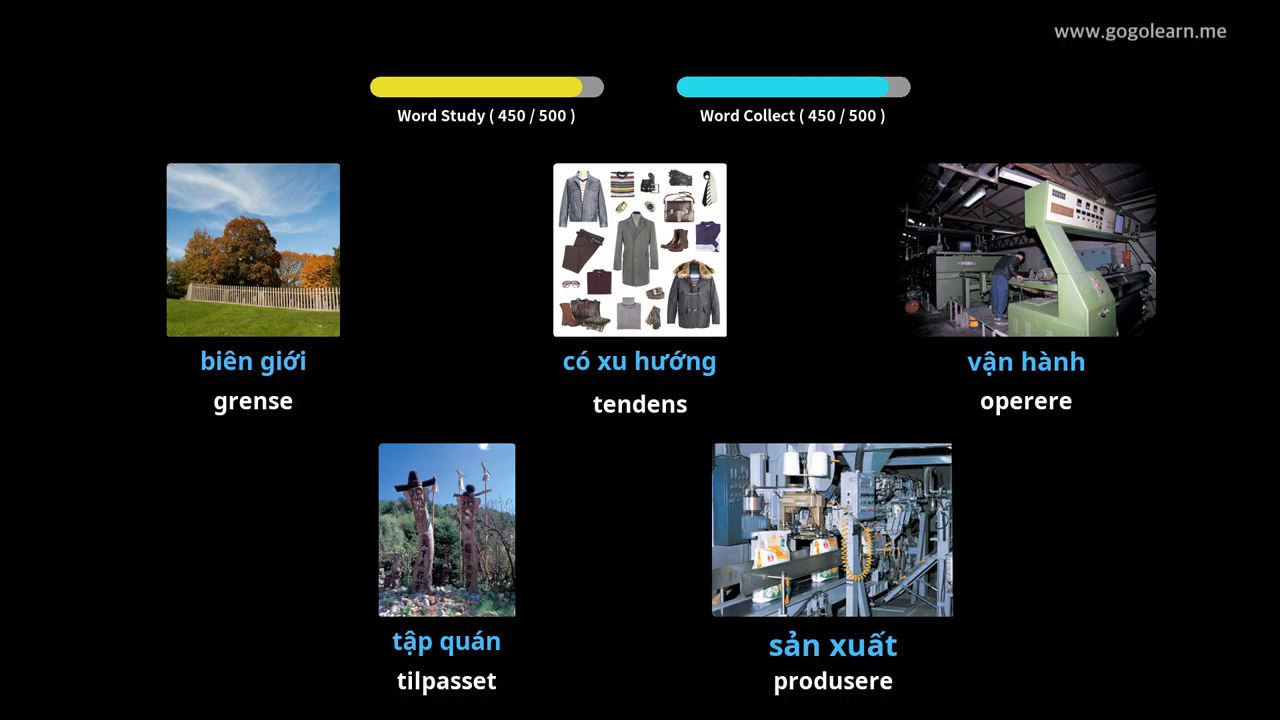 www.gogolearn.me
Word Study ( 450 / 500 )
Word Collect ( 450 / 500 )
biên giới
grense
có xu hướng
tendens
vận hành
operere
tập quán
tilpasset
sản xuất
produsere